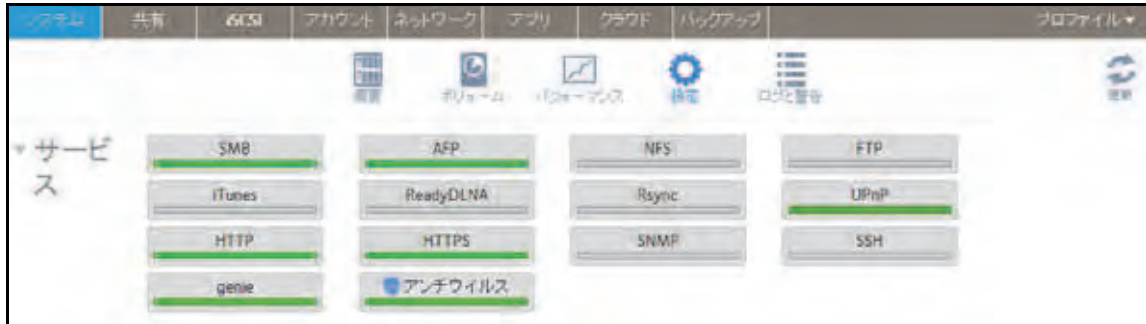 システム 共有 iSCSI アカウント ネットワーク アプリ クラウド バックアップ プロファイル▼
概要 ボリューム パフォーマンス 設定 ログと警告 更新
サービス
SMB AFP NFS FTP
iTunes ReadyDLNA Rsync UPnP
HTTP HTTPS SNMP SSH
genie アンチウイルス